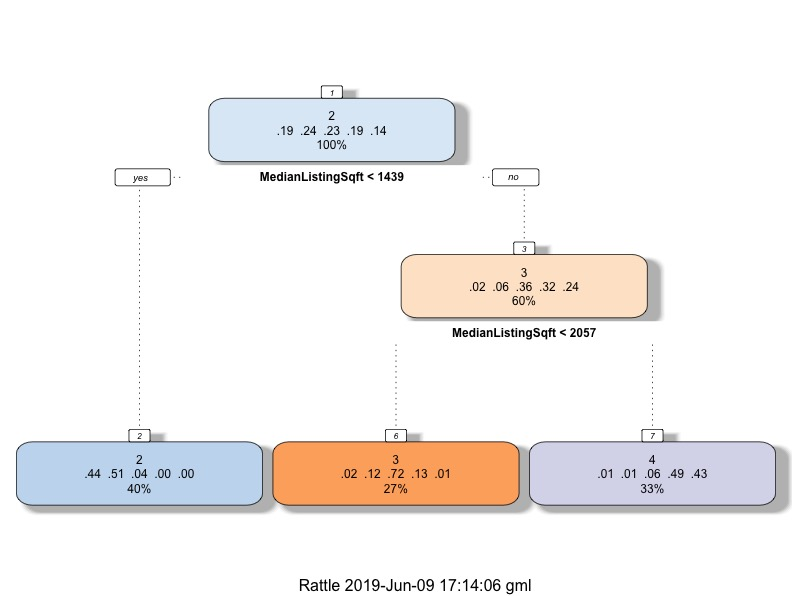 1
2
.19 .24 .23 .19 .14
100%
yes
MedianListingSqft < 1439
no
3
3
.02 .06 .36 .32 .24
60%
MedianListingSqft < 2057
2
2
.44 .51 .04 .00 .00
40%
6
3
.02 .12 .72 .13 .01
27%
7
4
.01 .01 .06 .49 .43
33%
Rattle 2019-Jun-09 17:14:06 gml